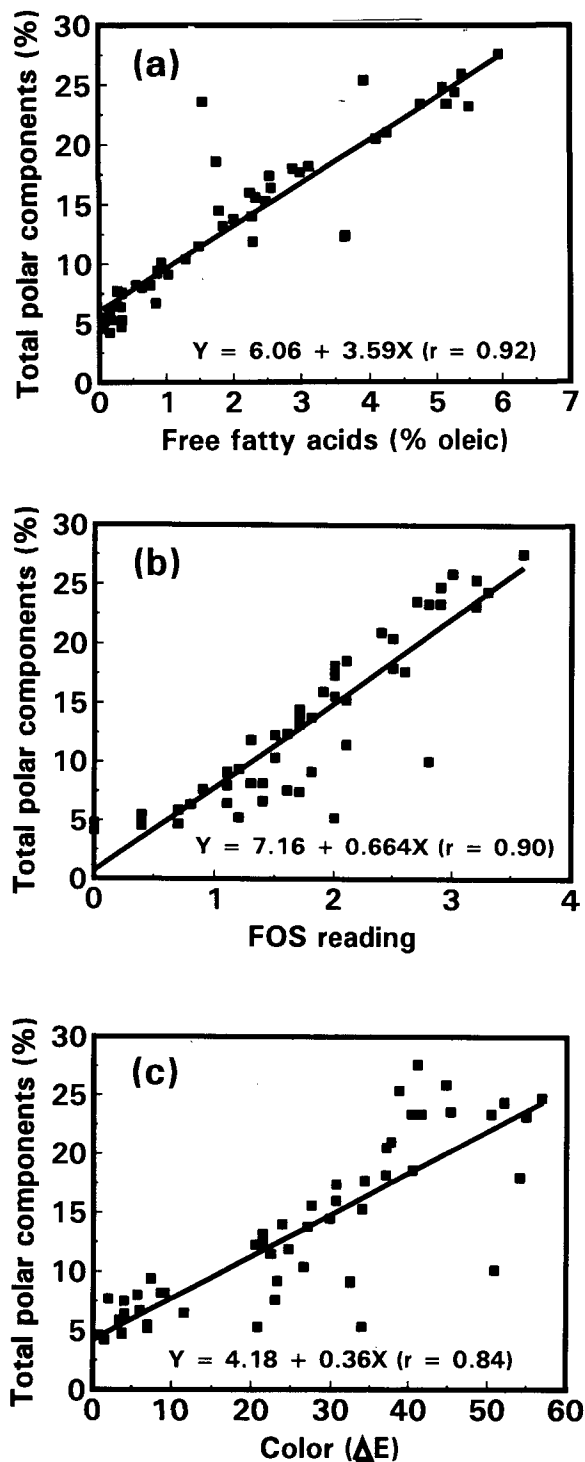 (a)
Total polar components (%)
30
25
20
15
10
5
0
Y = 6.06 + 3.59X (r = 0.92)
0 1 2 3 4 5 6 7
Free fatty acids (% oleic)
(b)
Total polar components (%)
30
25
20
15
10
5
0
Y = 7.16 + 0.664X (r = 0.90)
0 1 2 3 4
FOS reading
(c)
Total polar components (%)
30
25
20
15
10
5
0
Y = 4.18 + 0.36X (r = 0.84)
0 10 20 30 40 50 60
Color (ΔE)